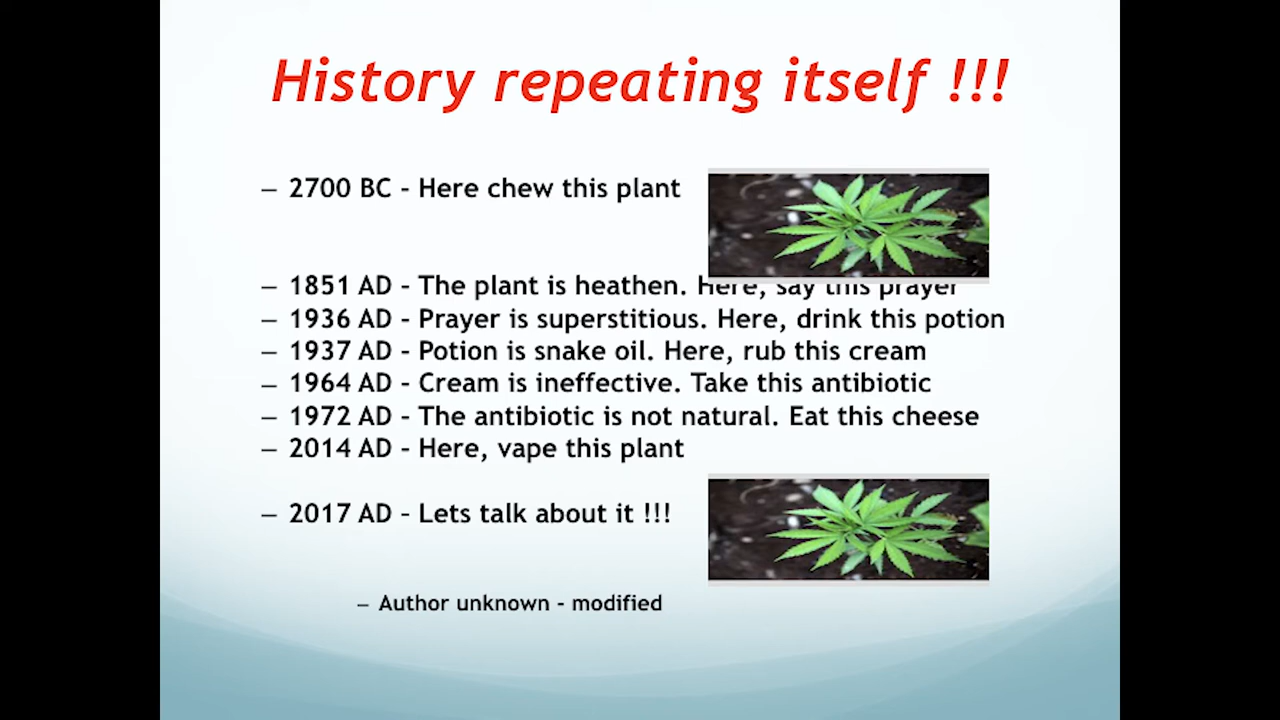 History repeating itself !!!
– 2700 BC - Here chew this plant
– 1851 AD - The plant is heathen. Here, say this prayer
– 1936 AD - Prayer is superstitious. Here, drink this potion
– 1937 AD - Potion is snake oil. Here, rub this cream
– 1964 AD - Cream is ineffective. Take this antibiotic
– 1972 AD - The antibiotic is not natural. Eat this cheese
– 2014 AD - Here, vape this plant
– 2017 AD - Lets talk about it !!!
– Author unknown - modified